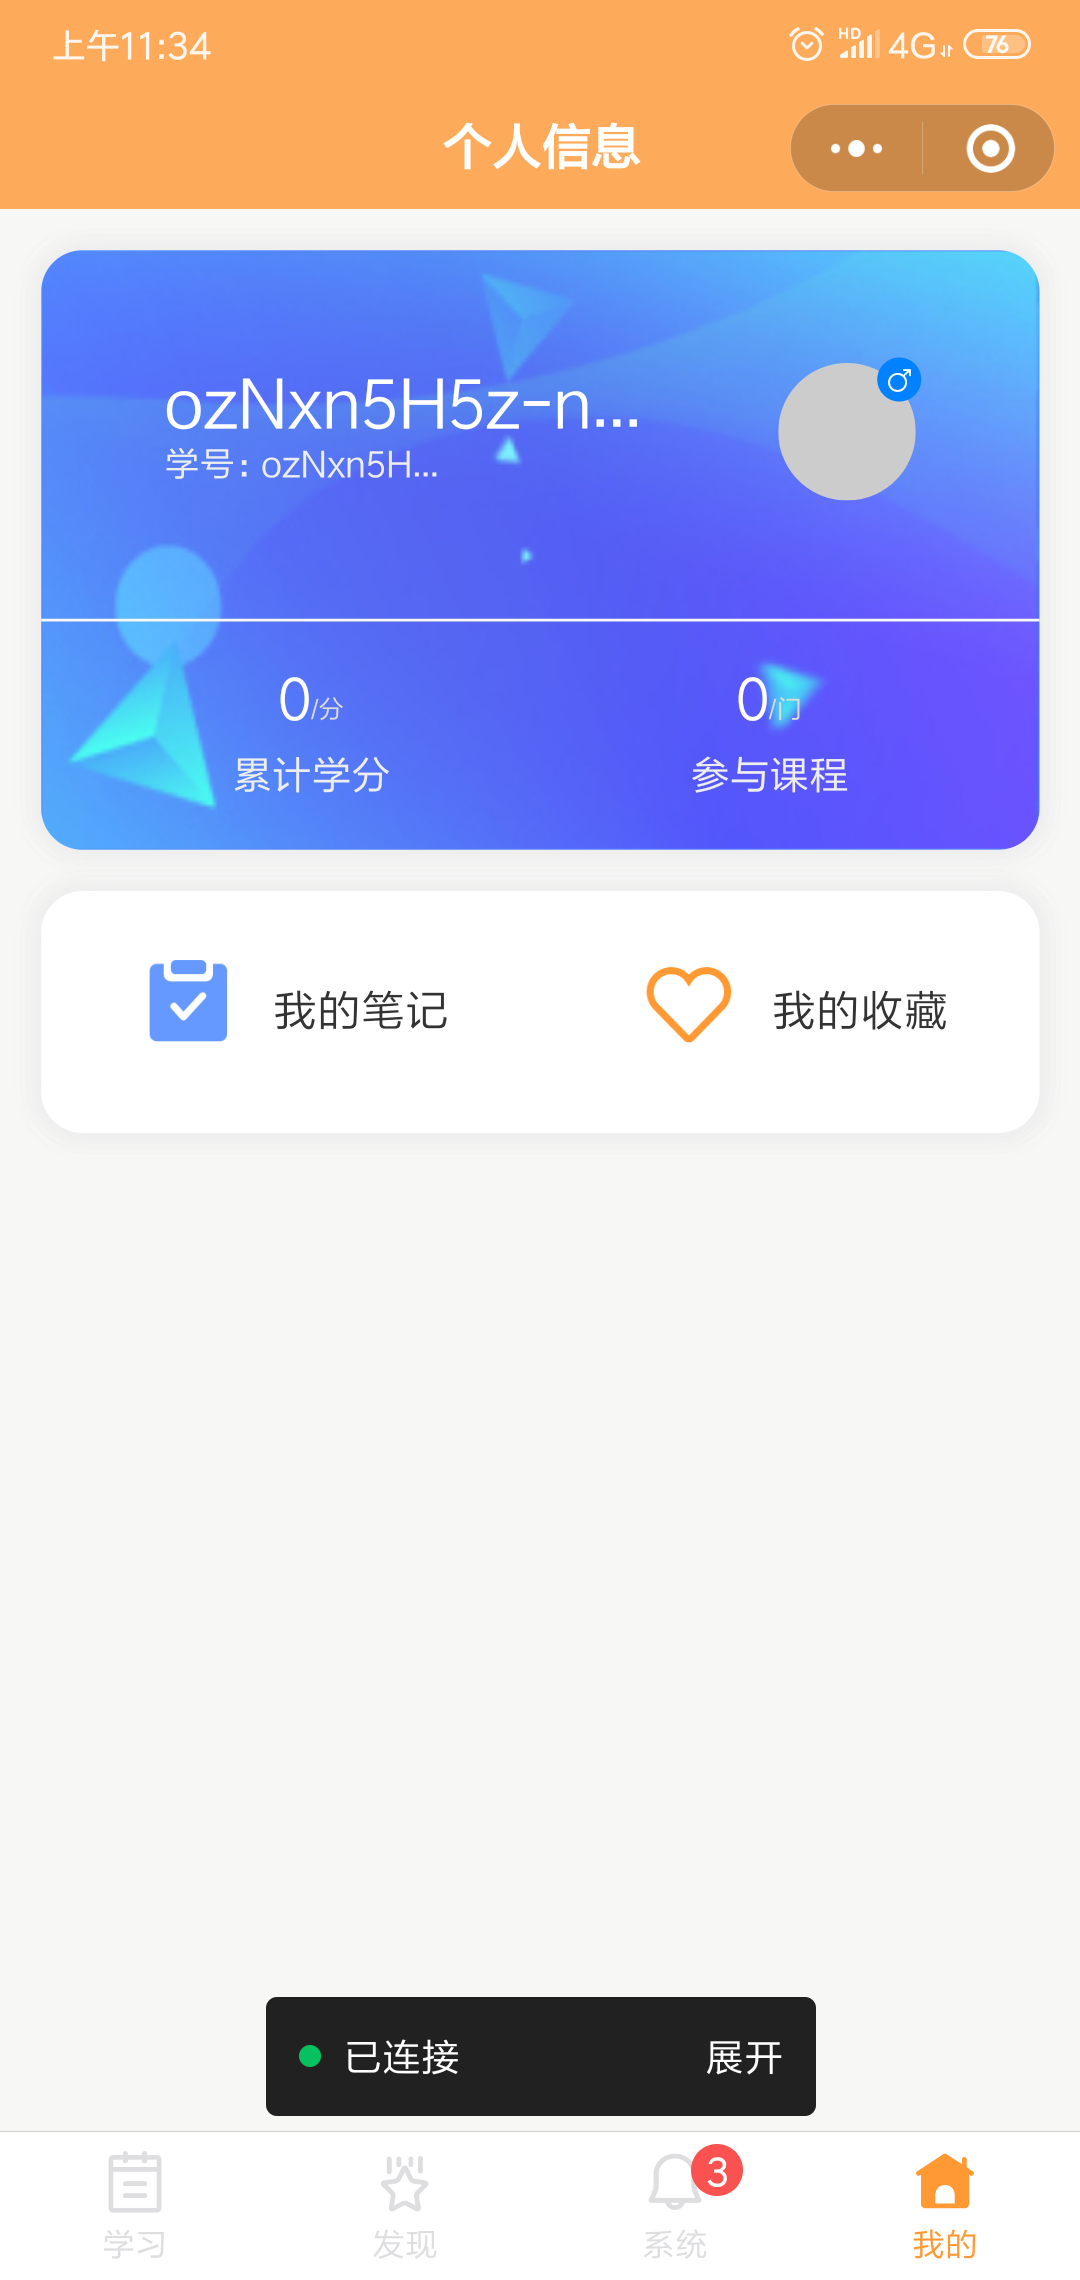 上午11:34
HD 4G 76
个人信息
ozNxn5H5z-n...
学号: ozNxn5H...
0/分
0/门
累计学分
参与课程
我的笔记
我的收藏
已连接
展开
3
学习
发现
系统
我的